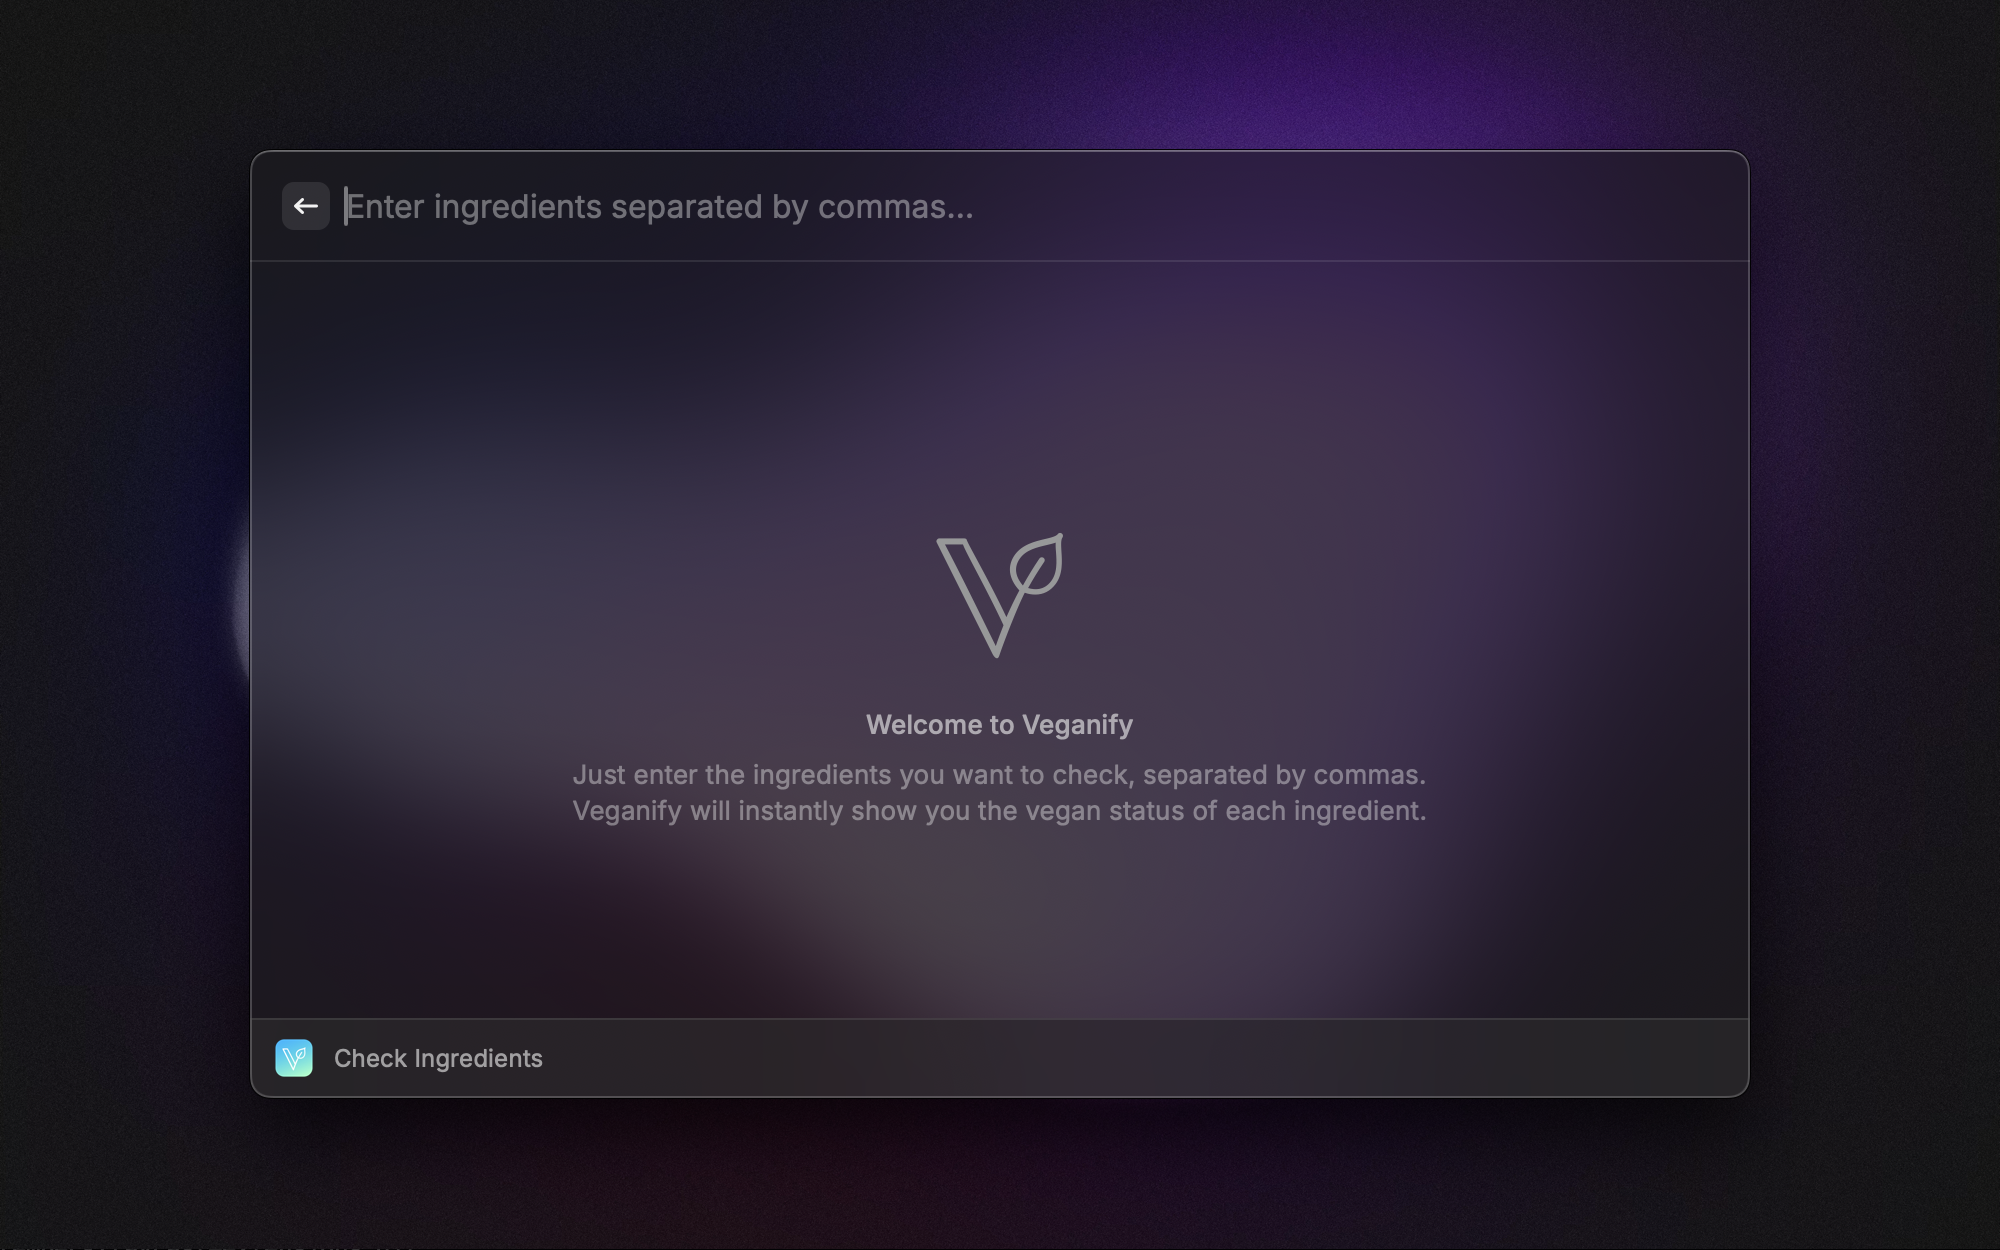 Enter ingredients separated by commas...
Welcome to Veganify
Just enter the ingredients you want to check, separated by commas.
Veganify will instantly show you the vegan status of each ingredient.
Check Ingredients